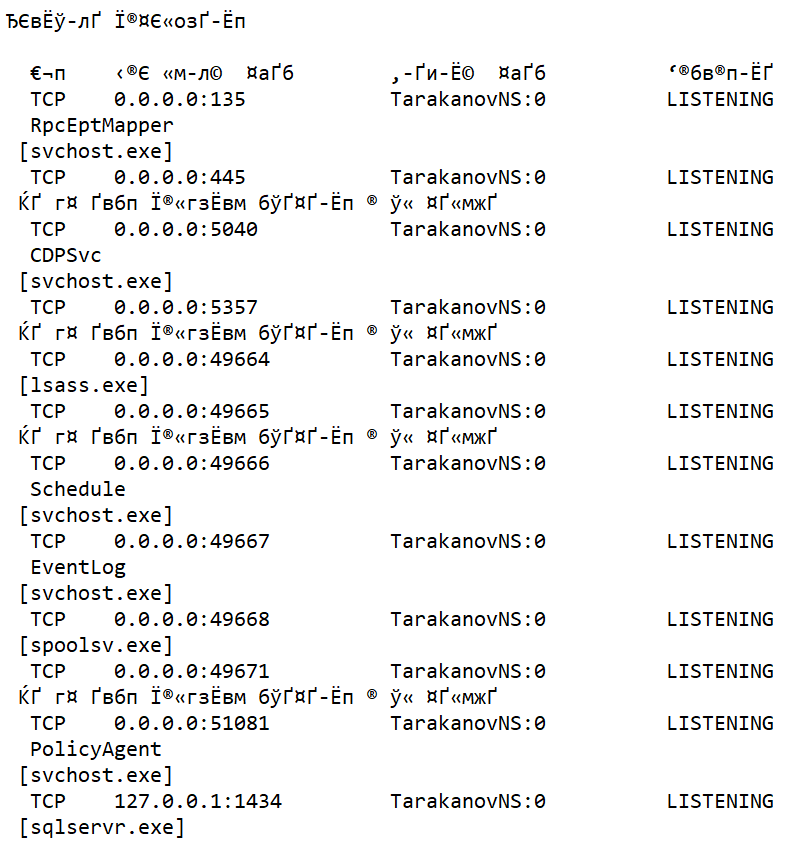 ЂЄвЁў-лҐ Ї®¤Є«озҐ-Ёп
€¬п ‹®Є «м-л© ¤аҐб ‚-Ґи-Ё© ¤аҐб ‘®бв®п-ЁҐ
TCP 0.0.0.0:135 TarakanovNS:0 LISTENING
RpcEptMapper
[svchost.exe]
TCP 0.0.0.0:445 TarakanovNS:0 LISTENING
ЌҐ г¤ Ґвбп Ї®«гзЁвм бўҐ¤Ґ-Ёп ® ў« ¤Ґ«мжҐ
TCP 0.0.0.0:5040 TarakanovNS:0 LISTENING
CDPSvc
[svchost.exe]
TCP 0.0.0.0:5357 TarakanovNS:0 LISTENING
ЌҐ г¤ Ґвбп Ї®«гзЁвм бўҐ¤Ґ-Ёп ® ў« ¤Ґ«мжҐ
TCP 0.0.0.0:49664 TarakanovNS:0 LISTENING
[lsass.exe]
TCP 0.0.0.0:49665 TarakanovNS:0 LISTENING
ЌҐ г¤ Ґвбп Ї®«гзЁвм бўҐ¤Ґ-Ёп ® ў« ¤Ґ«мжҐ
TCP 0.0.0.0:49666 TarakanovNS:0 LISTENING
Schedule
[svchost.exe]
TCP 0.0.0.0:49667 TarakanovNS:0 LISTENING
EventLog
[svchost.exe]
TCP 0.0.0.0:49668 TarakanovNS:0 LISTENING
[spoolsv.exe]
TCP 0.0.0.0:49671 TarakanovNS:0 LISTENING
ЌҐ г¤ Ґвбп Ї®«гзЁвм бўҐ¤Ґ-Ёп ® ў« ¤Ґ«мжҐ
TCP 0.0.0.0:51081 TarakanovNS:0 LISTENING
PolicyAgent
[svchost.exe]
TCP 127.0.0.1:1434 TarakanovNS:0 LISTENING
[sqlservr.exe]